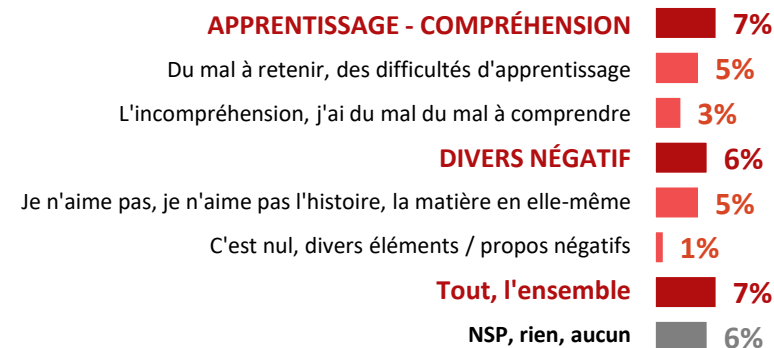 APPRENTISSAGE - COMPRÉHENSION 7%
Du mal à retenir, des difficultés d'apprentissage 5%
L'incompréhension, j'ai du mal du mal à comprendre 3%
DIVERS NÉGATIF 6%
Je n'aime pas, je n'aime pas l'histoire, la matière en elle-même 5%
C'est nul, divers éléments / propos négatifs 1%
Tout, l'ensemble 7%
NSP, rien, aucun 6%